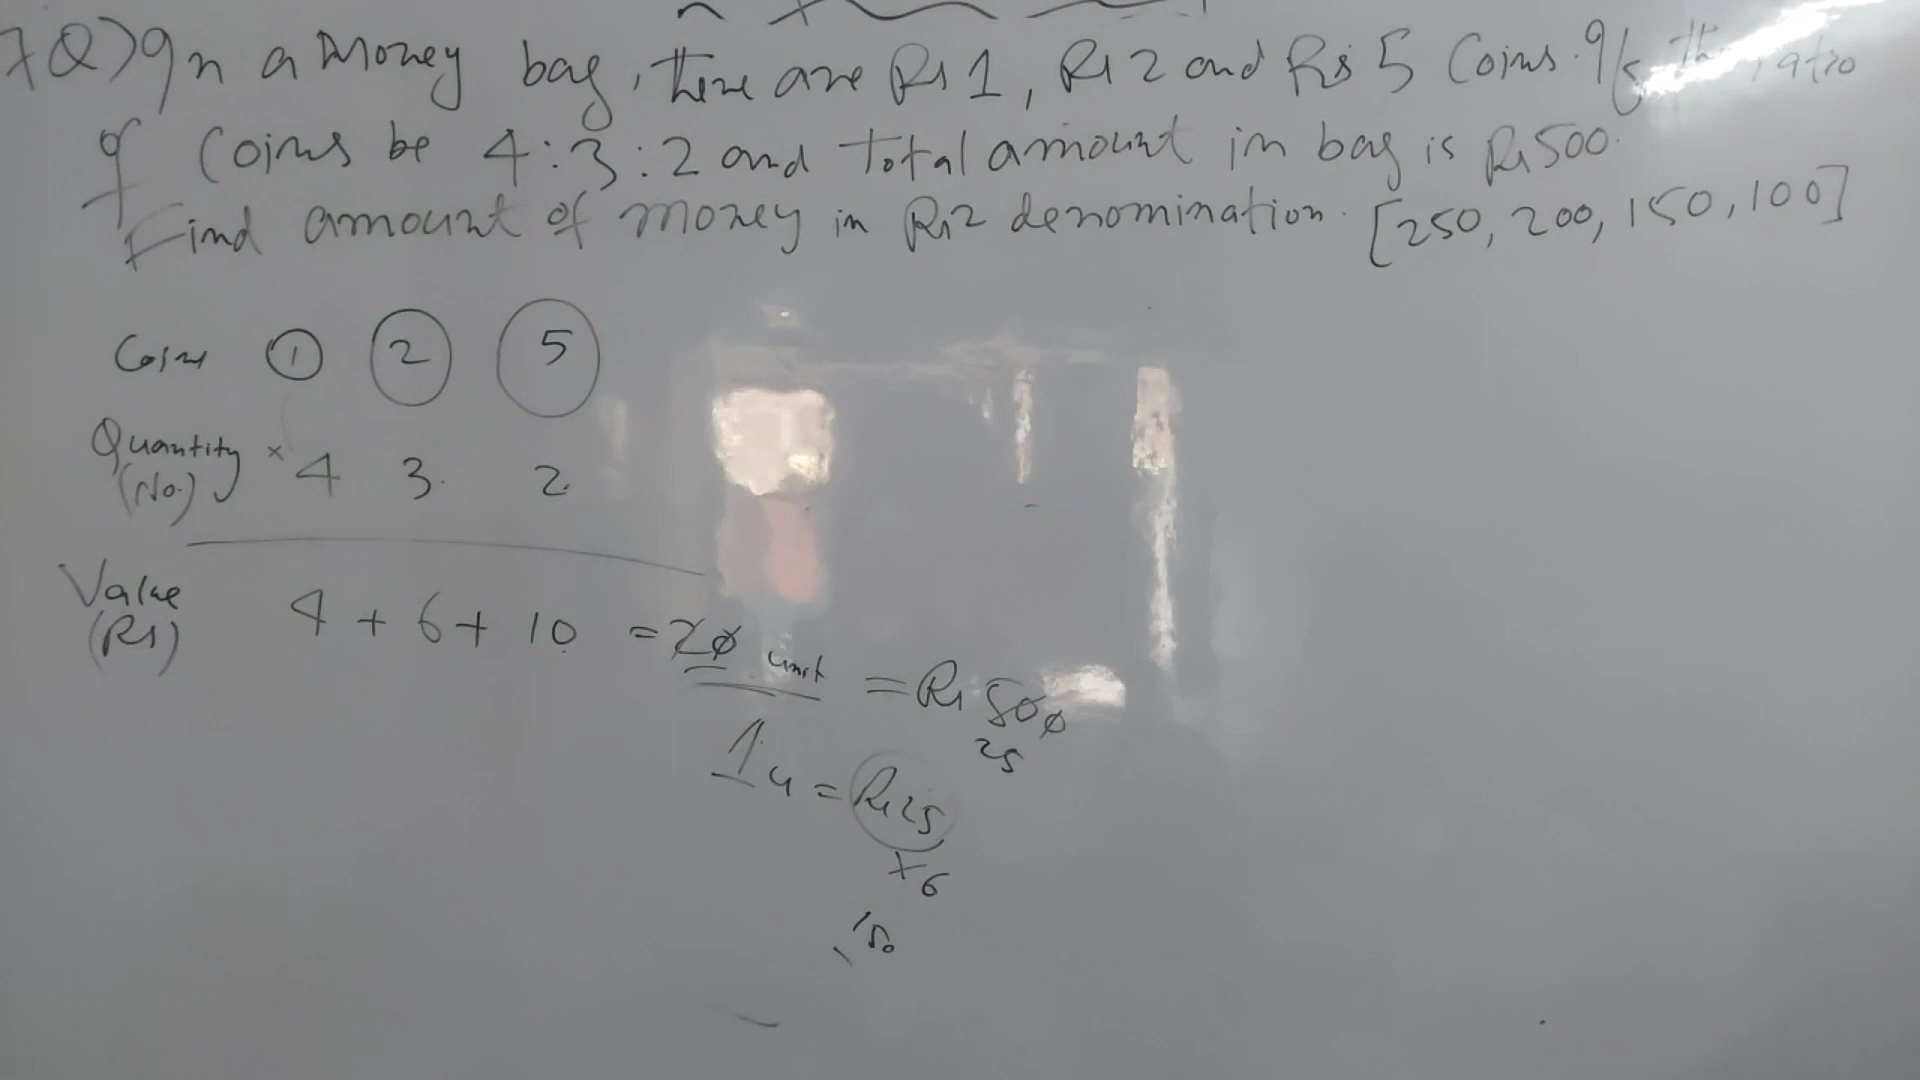 7Q) In a Money bag, there are Rs 1, Rs 2 and Rs 5 Coins. If the ratio
of Coins be 4:3:2 and total amount in bag is Rs 500.
Find amount of money in Rs 2 denomination. [250, 200, 150, 100]
Coins 1 2 5
Quantity (No.) × 4 3 2
Value (Rs) 4 + 6 + 10 = 20 unit = Rs 500
25
1u = Rs 25
×6
150